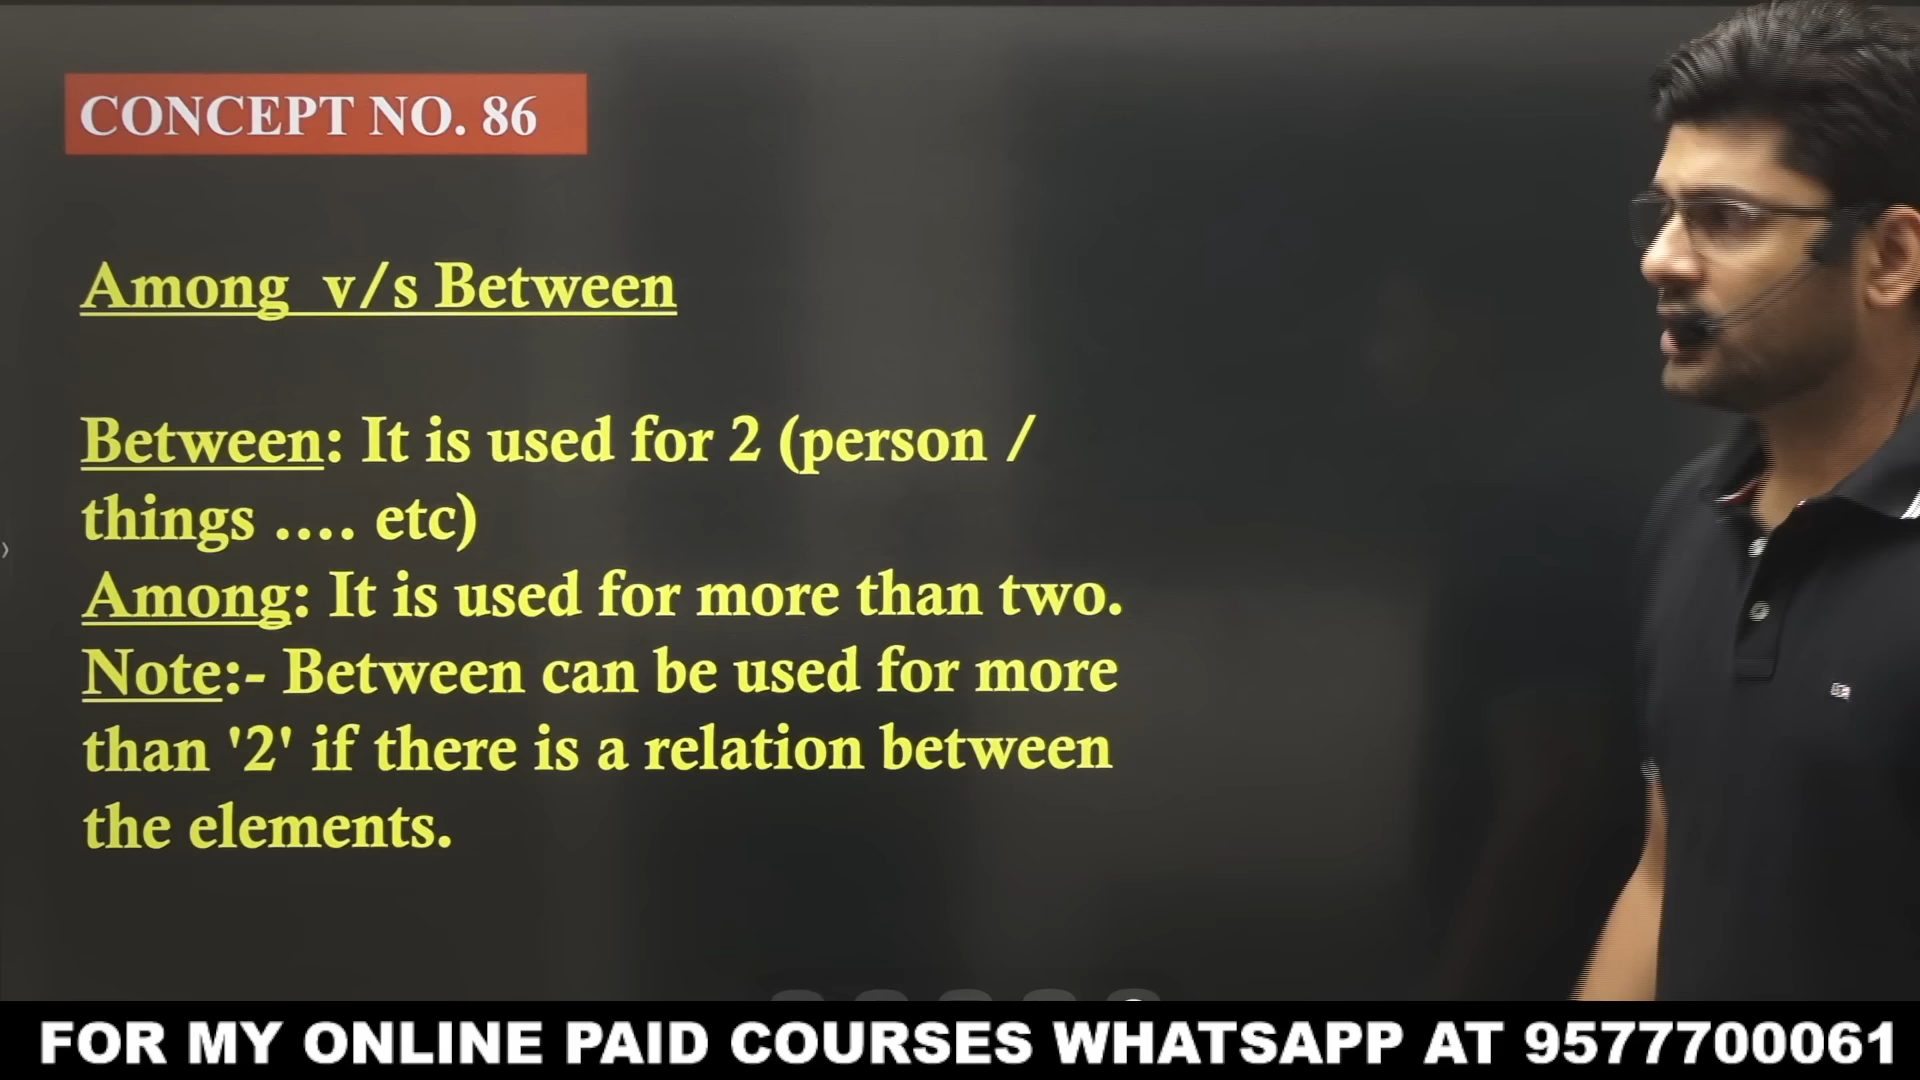 CONCEPT NO. 86
Among v/s Between
Between: It is used for 2 (person /
things .... etc)
Among: It is used for more than two.
Note:- Between can be used for more
than '2' if there is a relation between
the elements.
FOR MY ONLINE PAID COURSES WHATSAPP AT 9577700061